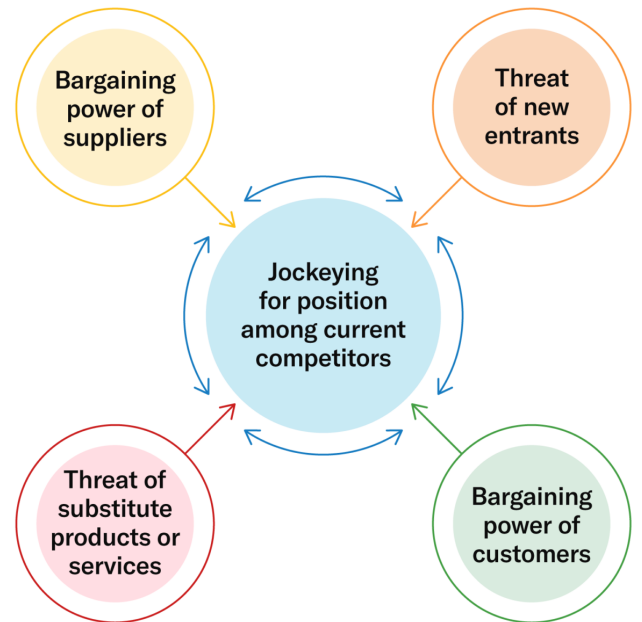 Bargaining
power of
suppliers
Threat
of new
entrants
Jockeying
for position
among current
competitors
Threat of
substitute
products or
services
Bargaining
power of
customers